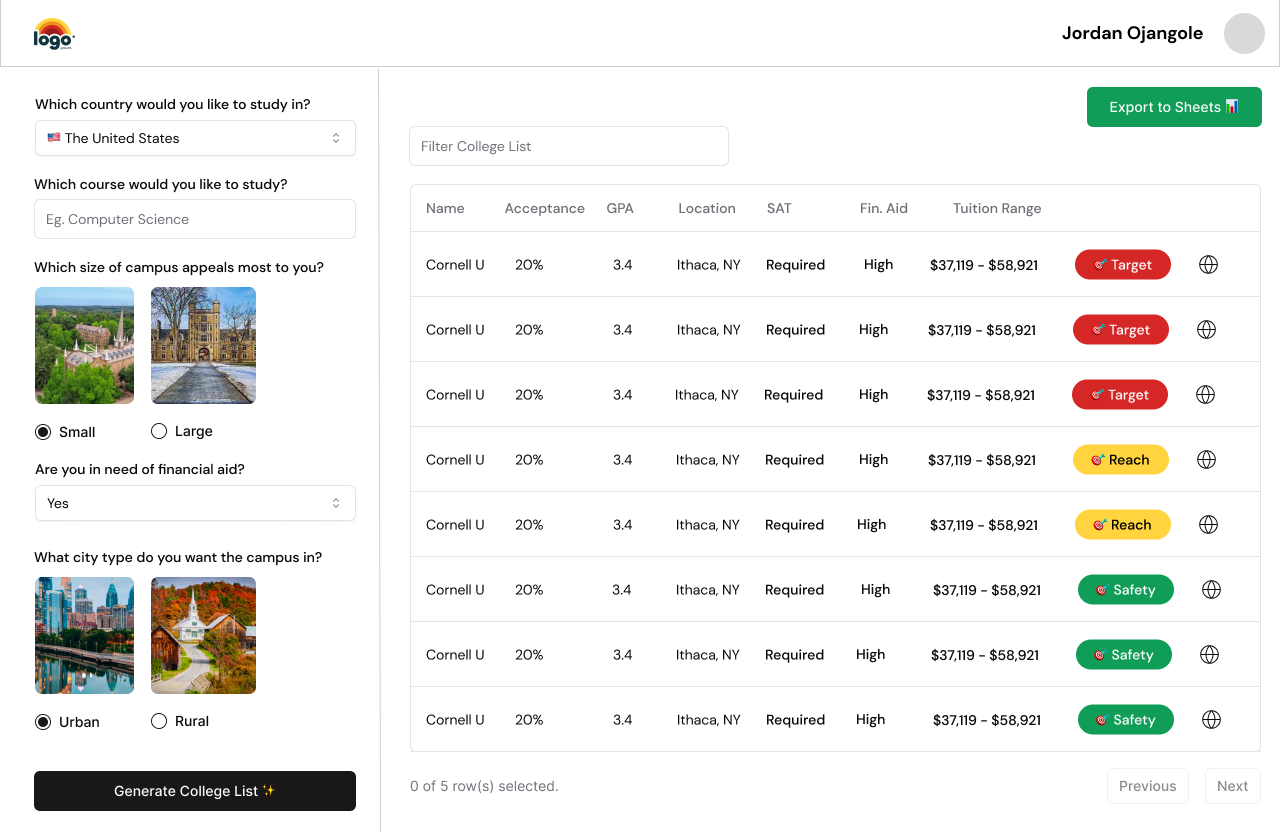 logo
Jordan Ojangole
Which country would you like to study in?
🇺🇸 The United States
Which course would you like to study?
Eg. Computer Science
Which size of campus appeals most to you?
Small
Large
Are you in need of financial aid?
Yes
What city type do you want the campus in?
Urban
Rural
Generate College List ✨
Export to Sheets 📊
Filter College List
Name Acceptance GPA Location SAT Fin. Aid Tuition Range
Cornell U 20% 3.4 Ithaca, NY Required High $37,119 - $58,921 🎯 Target
Cornell U 20% 3.4 Ithaca, NY Required High $37,119 - $58,921 🎯 Target
Cornell U 20% 3.4 Ithaca, NY Required High $37,119 - $58,921 🎯 Target
Cornell U 20% 3.4 Ithaca, NY Required High $37,119 - $58,921 🎯 Reach
Cornell U 20% 3.4 Ithaca, NY Required High $37,119 - $58,921 🎯 Reach
Cornell U 20% 3.4 Ithaca, NY Required High $37,119 - $58,921 🎯 Safety
Cornell U 20% 3.4 Ithaca, NY Required High $37,119 - $58,921 🎯 Safety
Cornell U 20% 3.4 Ithaca, NY Required High $37,119 - $58,921 🎯 Safety
0 of 5 row(s) selected.
Previous
Next